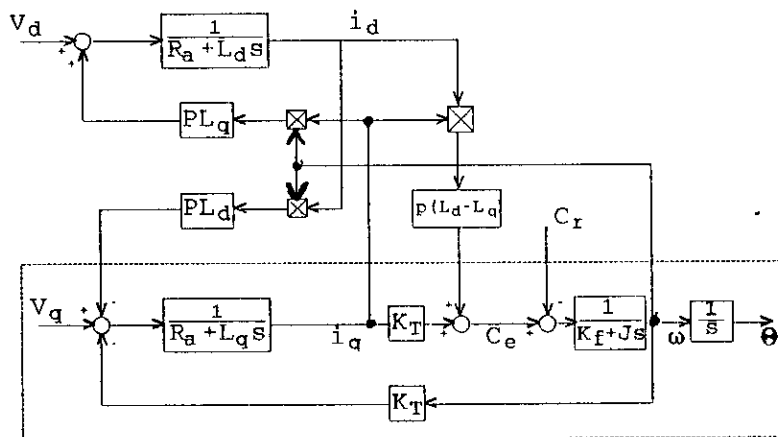 V_d
+
+
1
R_a + L_d s
i_d
PL_q
PL_d
p(L_d-L_q)
C_r
V_q
+
-
-
1
R_a + L_q s
i_q
K_T
+
+
C_e
+
-
1
K_f + Js
ω
1
s
Θ
K_T